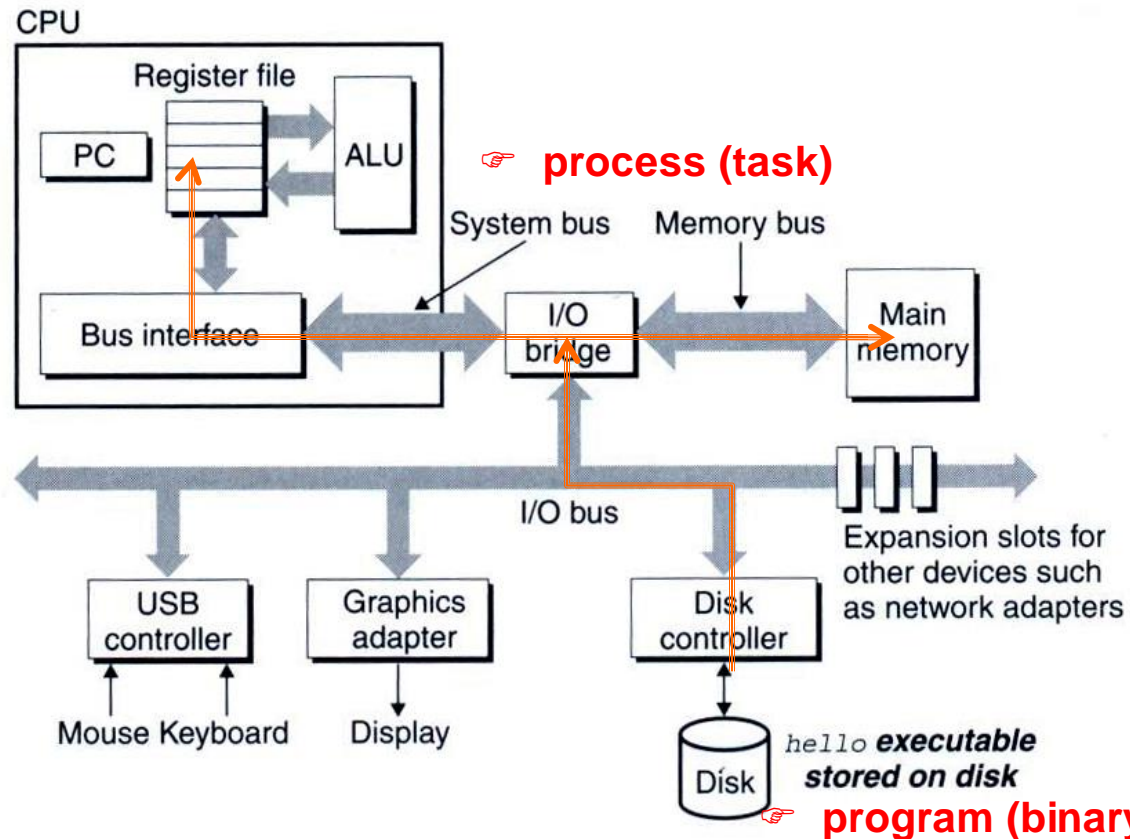 CPU
Register file
PC
ALU
☞ process (task)
System bus
Memory bus
Bus interface
I/O
bridge
Main
memory
I/O bus
Expansion slots for
other devices such
as network adapters
USB
controller
Graphics
adapter
Disk
controller
Mouse Keyboard
Display
Disk
hello executable
stored on disk
☞ program (binary